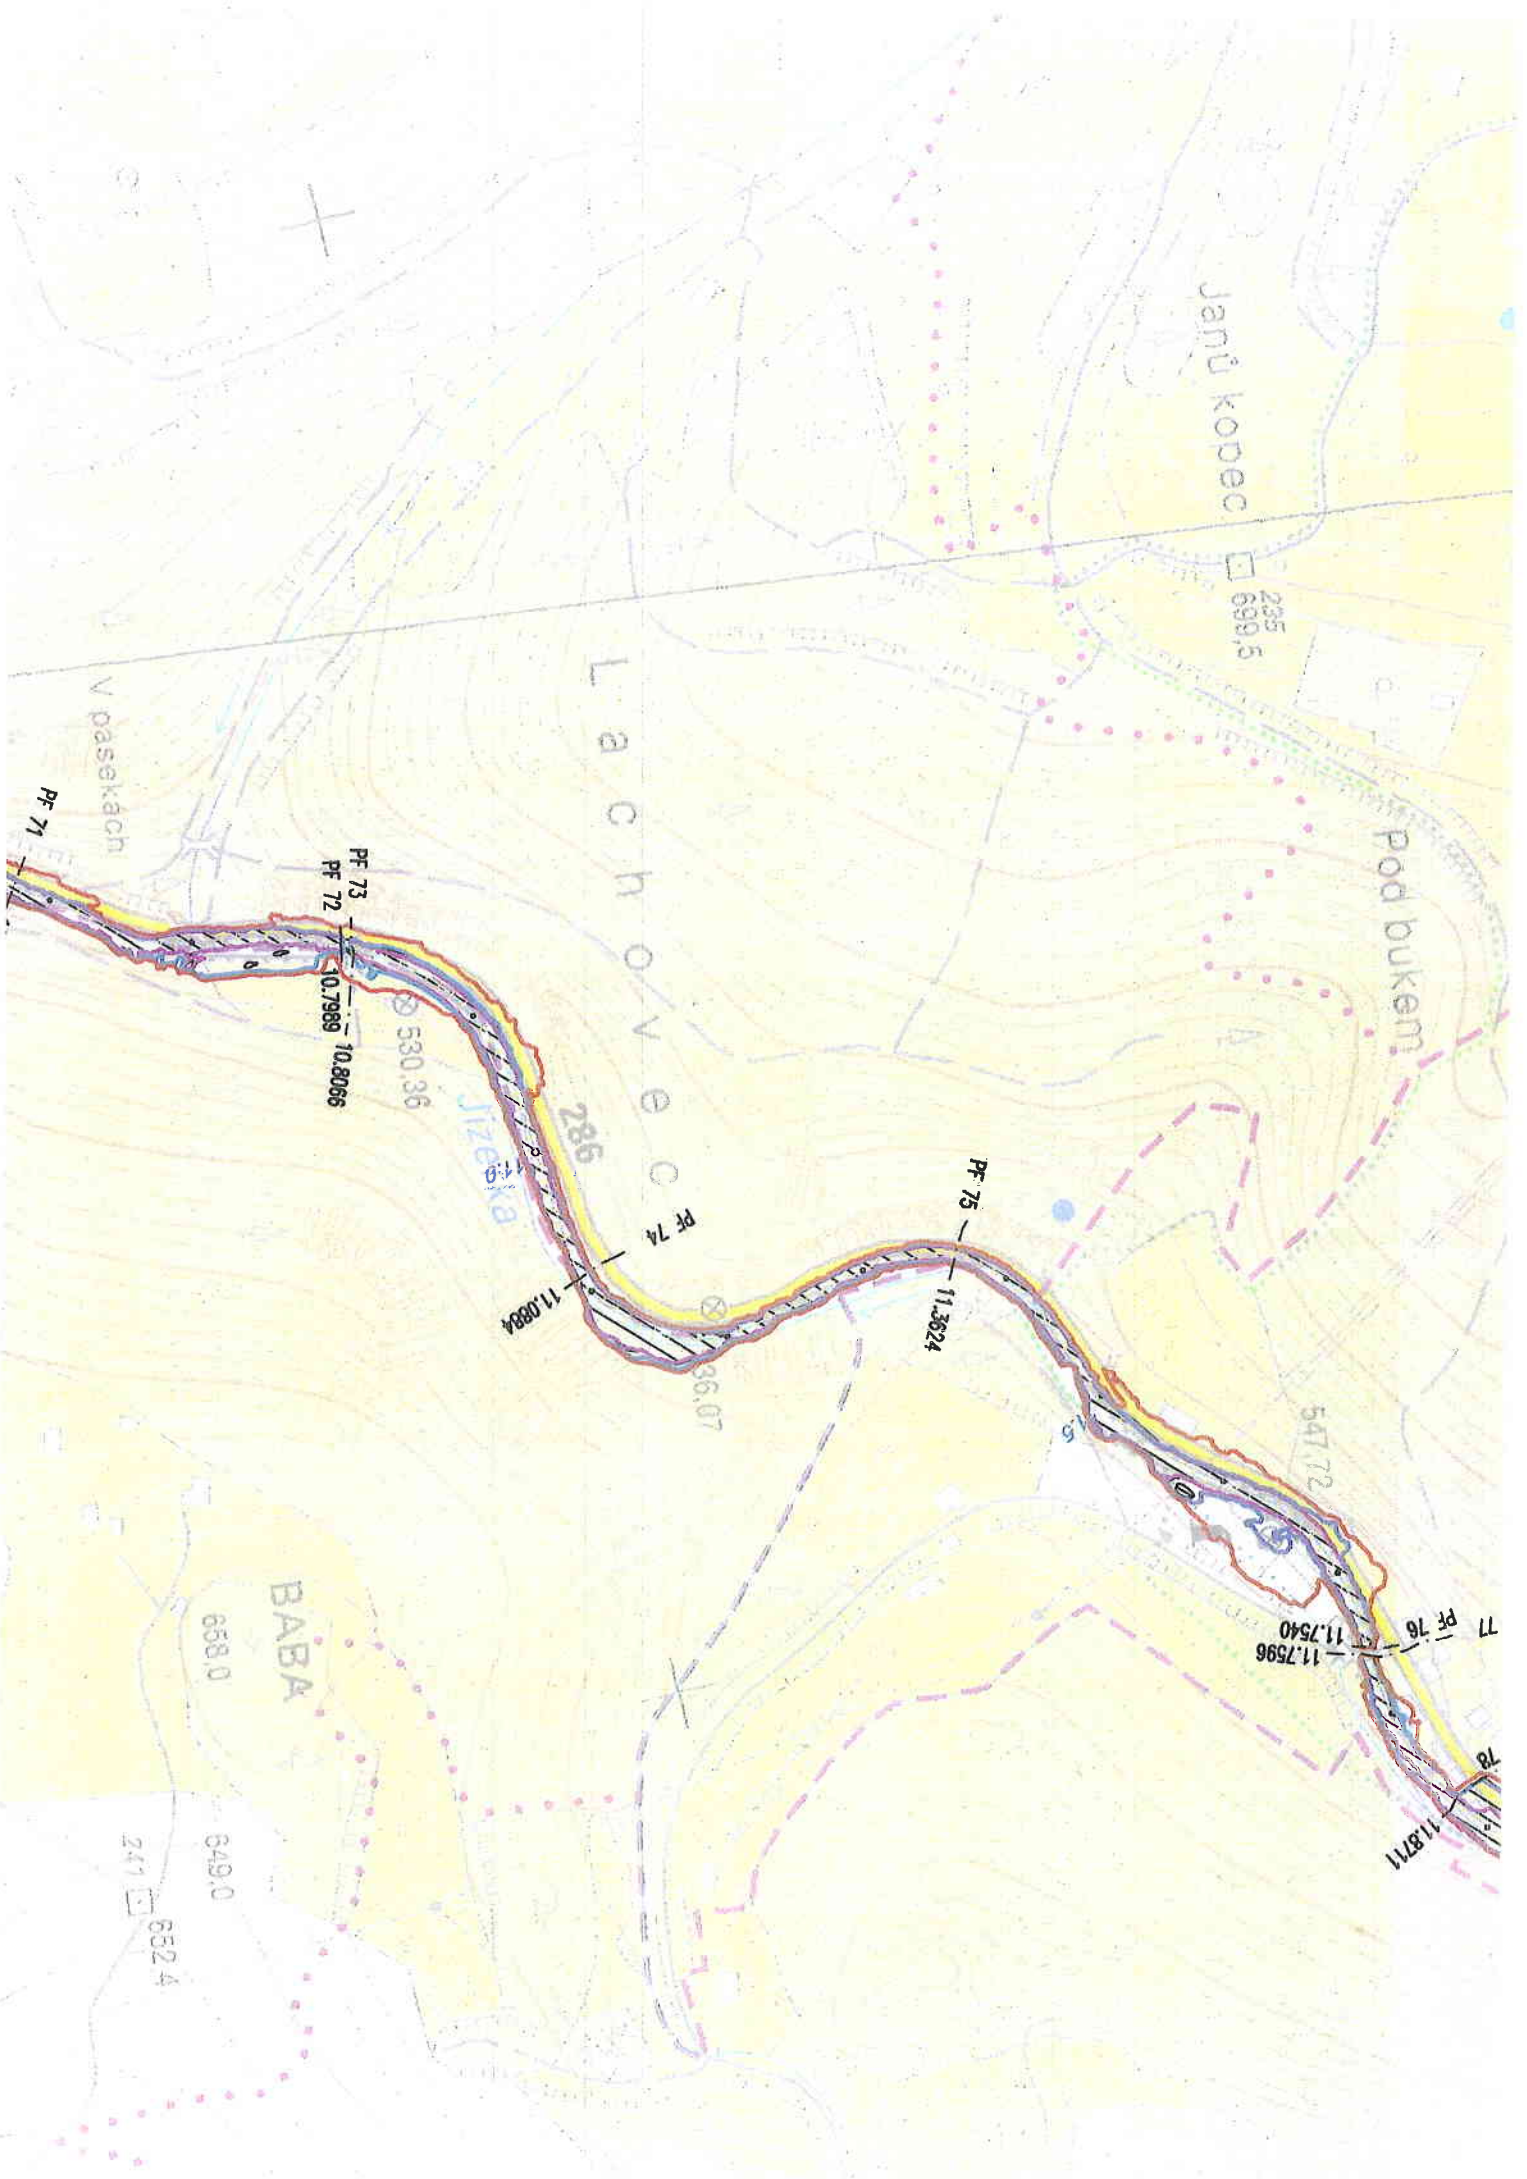 Janů kopec
235
699,5
Pod bukem
Lachovec
V pasekách
PF 71
PF 73
PF 72
10.7989
10.8066
530,36
Jizerka
286
PF 74
11.0884
36,07
PF 75
11.3624
547,72
77
PF 76
11.7540
11.7596
78
11.8711
BABA
658,0
649,0
241
652,4